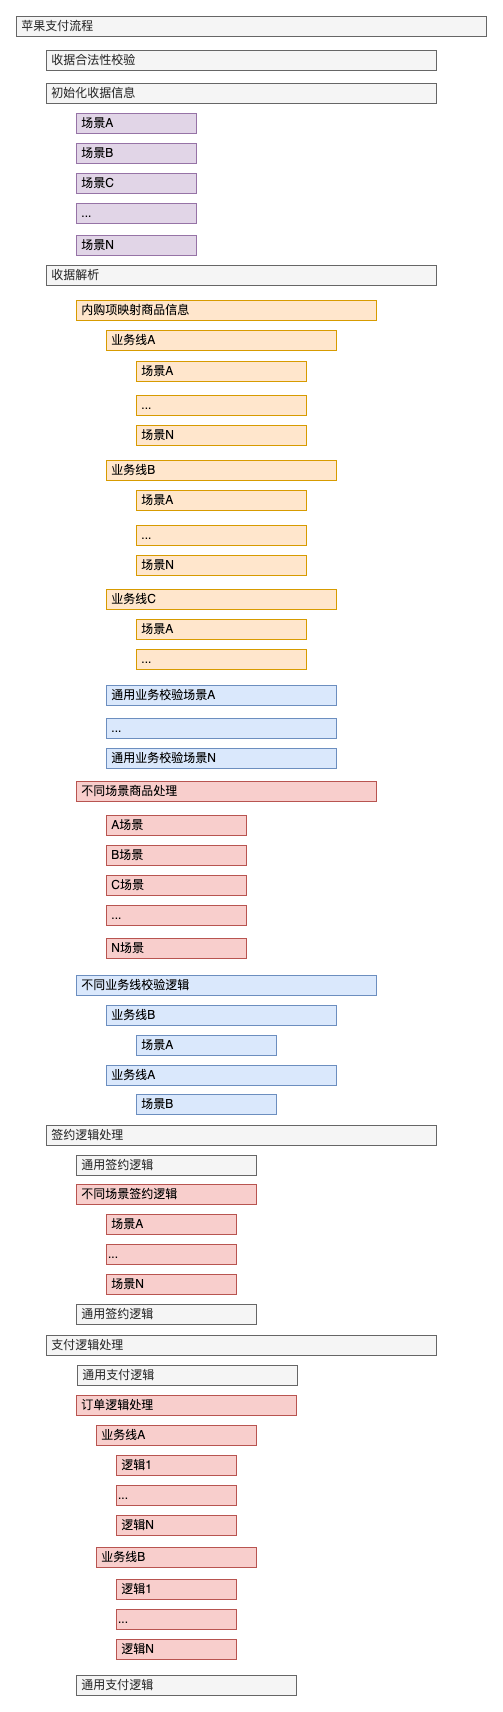 苹果支付流程
收据合法性校验
初始化收据信息
场景A
场景B
场景C
...
场景N
收据解析
内购项映射商品信息
业务线A
场景A
...
场景N
业务线B
场景A
...
场景N
业务线C
场景A
...
通用业务校验场景A
...
通用业务校验场景N
不同场景商品处理
A场景
B场景
C场景
...
N场景
不同业务线校验逻辑
业务线B
场景A
业务线A
场景B
签约逻辑处理
通用签约逻辑
不同场景签约逻辑
场景A
...
场景N
通用签约逻辑
支付逻辑处理
通用支付逻辑
订单逻辑处理
业务线A
逻辑1
...
逻辑N
业务线B
逻辑1
...
逻辑N
通用支付逻辑